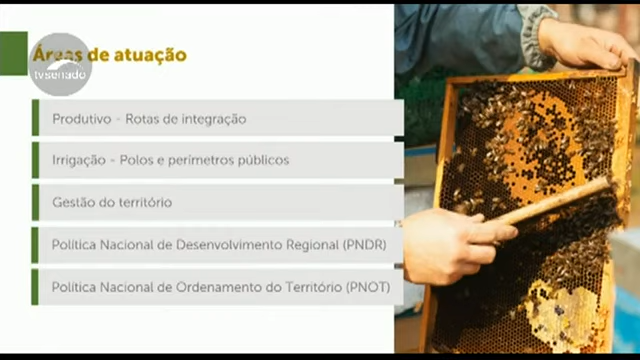 Áreas de atuação
tvsenado
Produtivo - Rotas de integração
Irrigação - Polos e perímetros públicos
Gestão do território
Política Nacional de Desenvolvimento Regional (PNDR)
Política Nacional de Ordenamento do Território (PNOT)